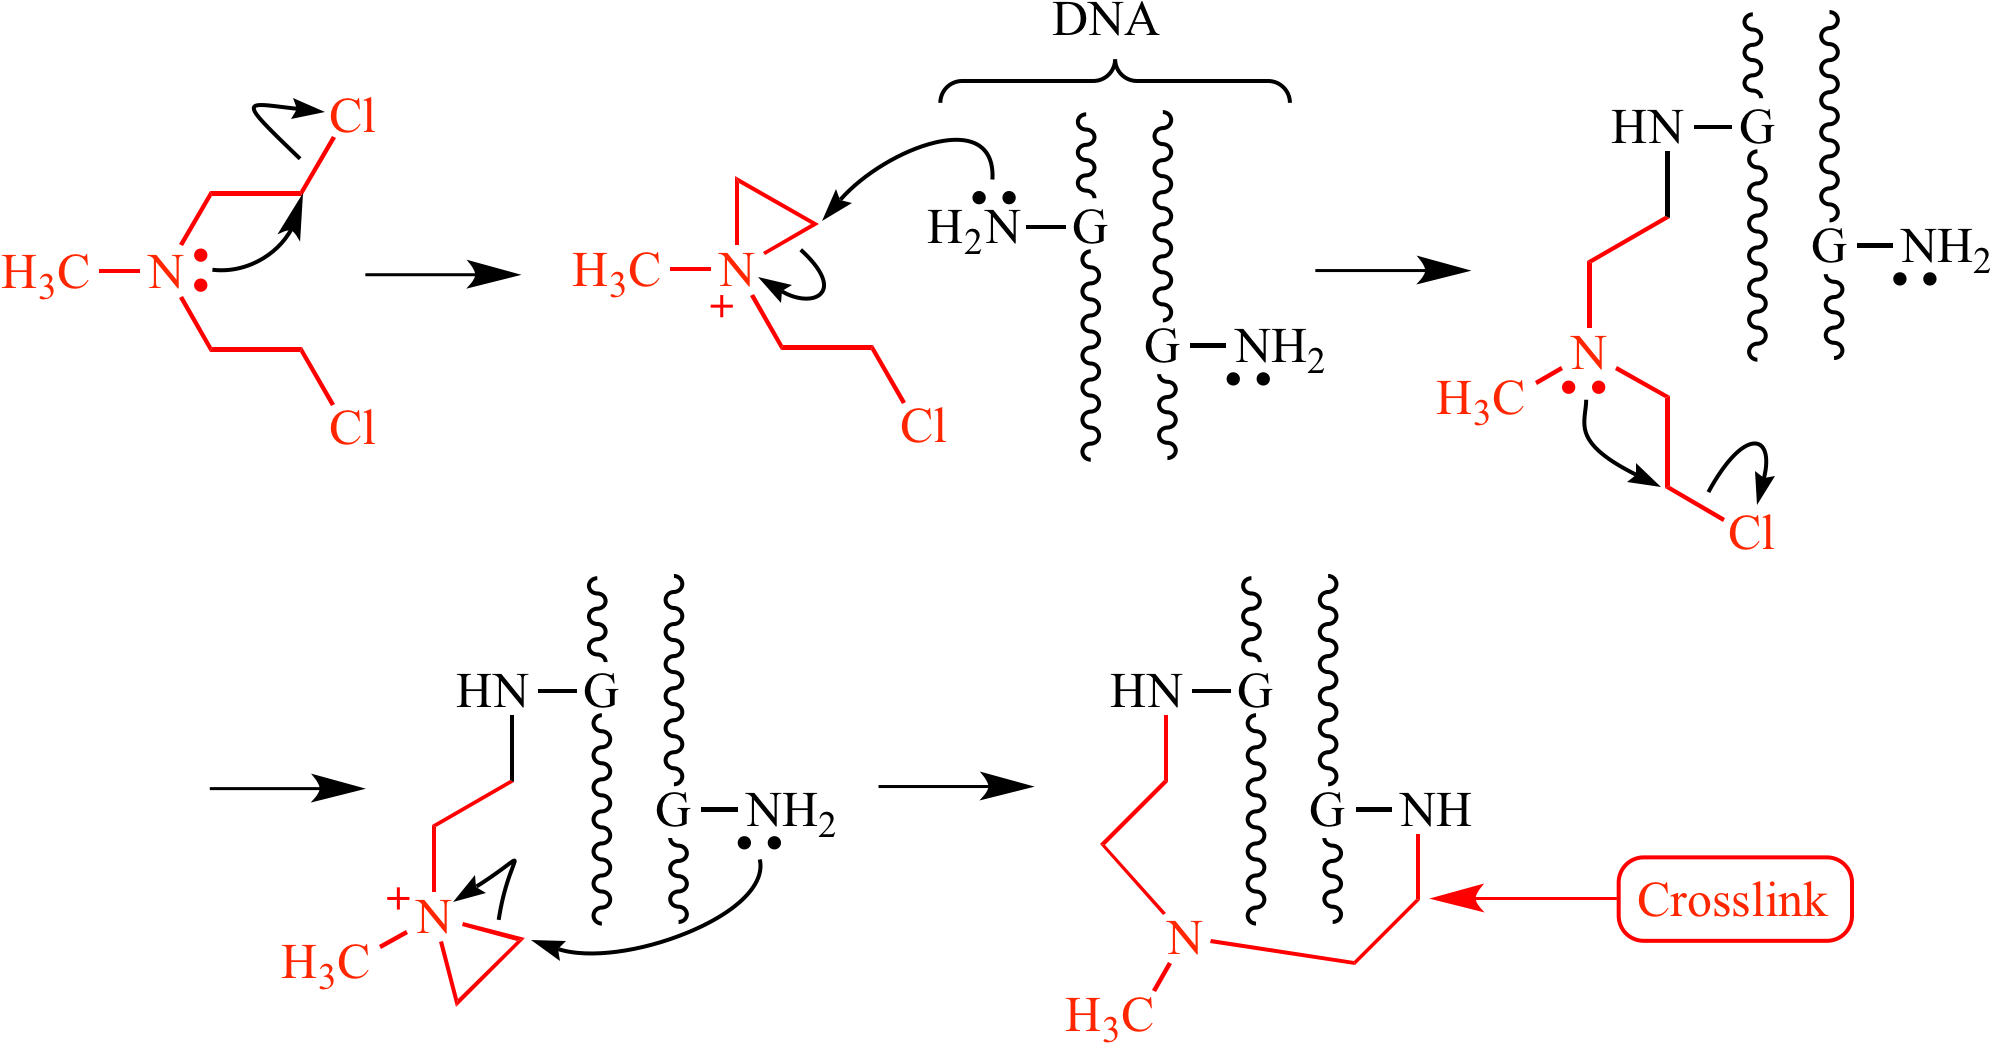 DNA
Cl
H₃C—N
Cl
H₃C—N
+
Cl
H₂N—G
G—NH₂
HN—G
G—NH₂
N
H₃C
Cl
HN—G
G—NH₂
+
N
H₃C
HN—G
G—NH
N
H₃C
Crosslink